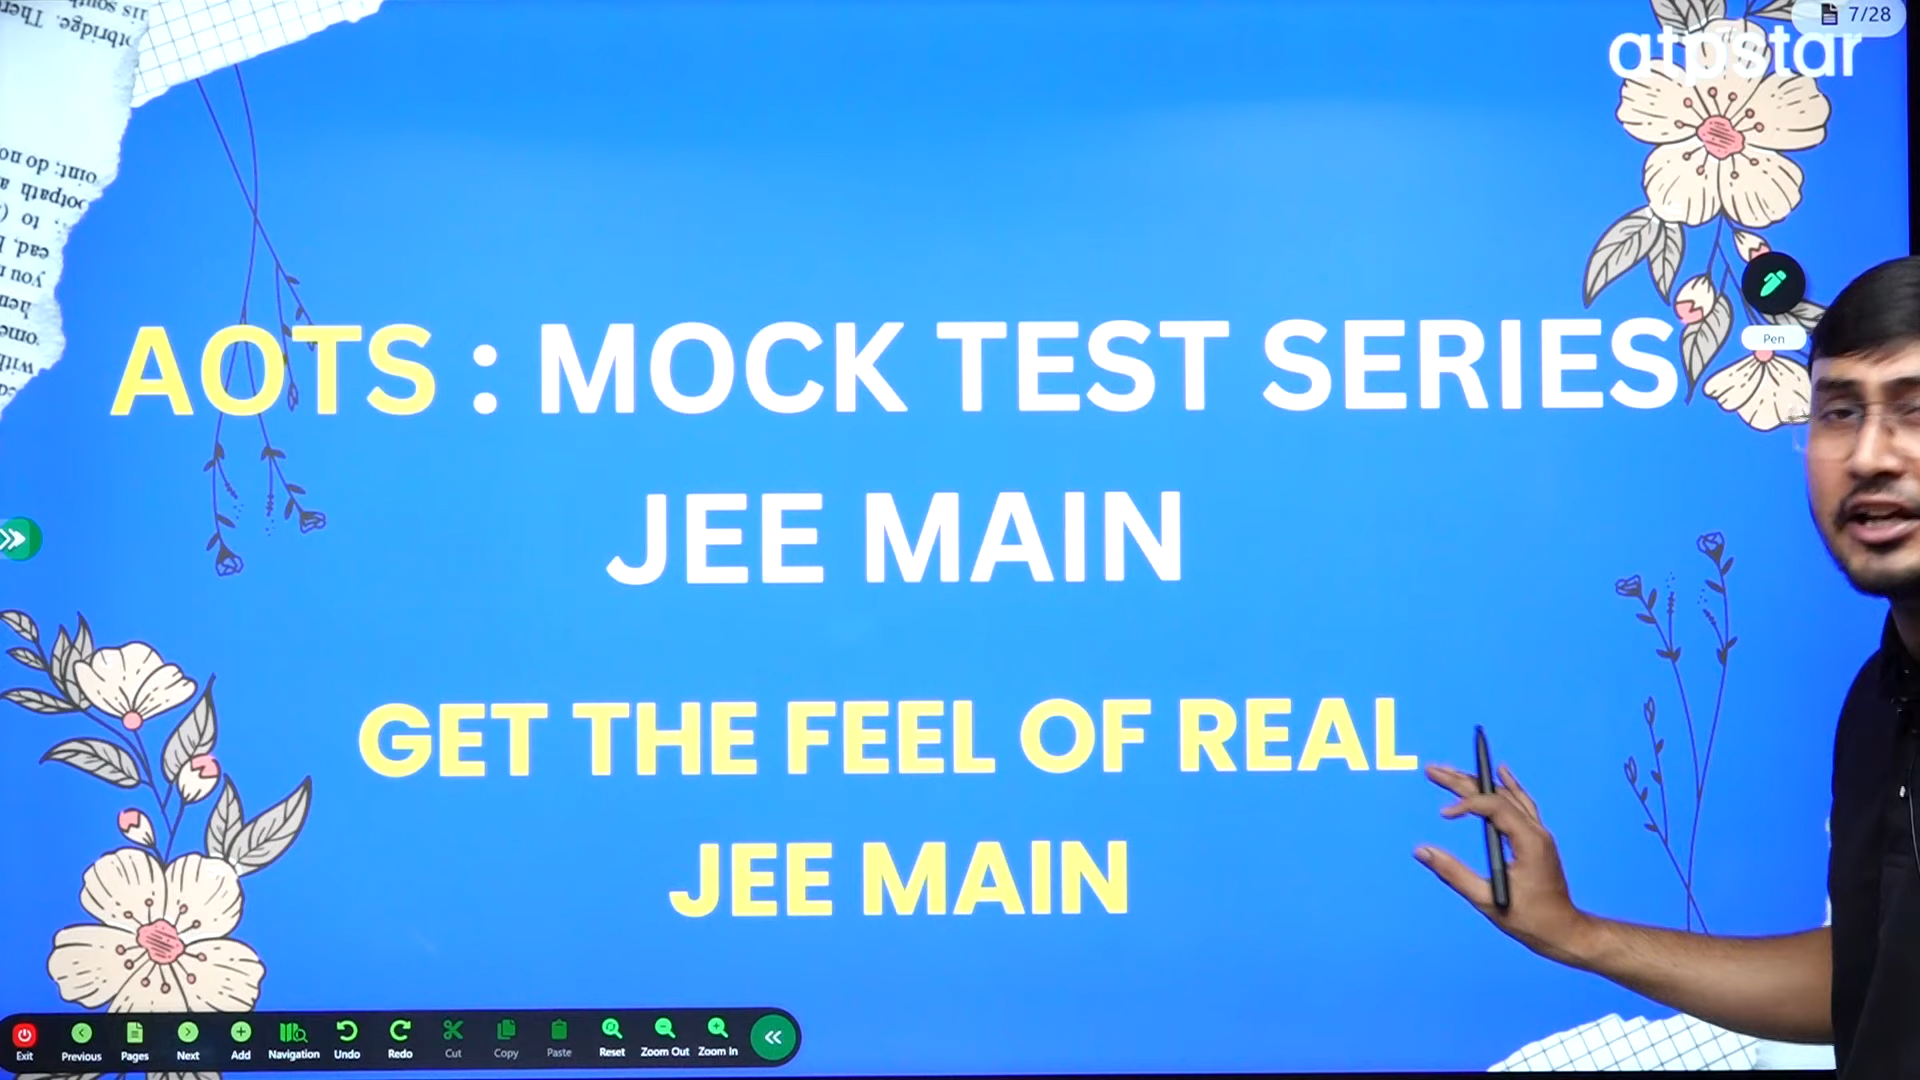 7/28
atpstar
AOTS : MOCK TEST SERIES
JEE MAIN
GET THE FEEL OF REAL
JEE MAIN
Pen
Exit
Previous
Pages
Next
Add
Navigation
Undo
Redo
Cut
Copy
Paste
Reset
Zoom Out
Zoom In